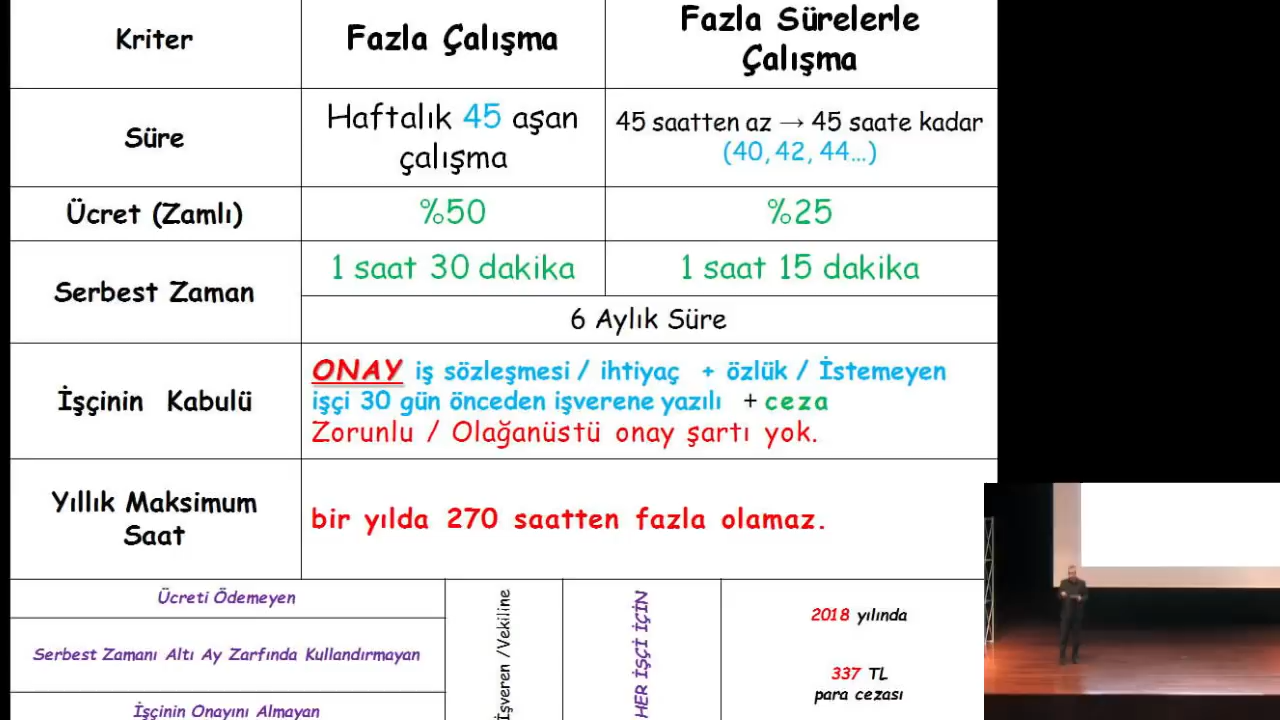 Kriter
Fazla Çalışma
Fazla Sürelerle
Çalışma
Süre
Haftalık 45 aşan
çalışma
45 saatten az → 45 saate kadar
(40, 42, 44…)
Ücret (Zamlı)
%50
%25
Serbest Zaman
1 saat 30 dakika
1 saat 15 dakika
6 Aylık Süre
İşçinin Kabulü
ONAY iş sözleşmesi / ihtiyaç + özlük / İstemeyen
işçi 30 gün önceden işverene yazılı + ceza
Zorunlu / Olağanüstü onay şartı yok.
Yıllık Maksimum
Saat
bir yılda 270 saatten fazla olamaz.
Ücreti Ödemeyen
Serbest Zamanı Altı Ay Zarfında Kullandırmayan
İşçinin Onayını Almayan
İşveren /Vekiline
HER İŞÇİ İÇİN
2018 yılında
337 TL
para cezası